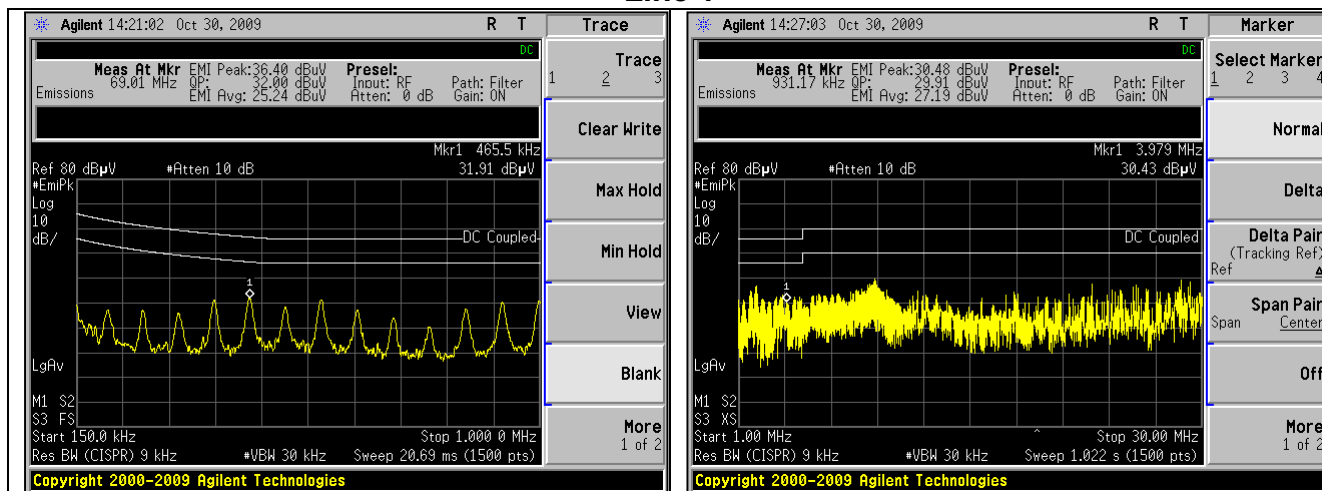 Agilent 14:21:02 Oct 30, 2009 R T Trace
DC
Meas At Mkr EMI Peak:36.40 dBuV Presel:
69.01 MHz QP: 32.00 dBuV Input: RF Path: Filter
Emissions EMI Avg: 25.24 dBuV Atten: 0 dB Gain: ON
Mkr1 465.5 kHz
Ref 80 dBµV #Atten 10 dB 31.91 dBµV
#EmiPk
Log
10
dB/
DC Coupled
1
LgAv
M1 S2
S3 FS
Start 150.0 kHz Stop 1.000 0 MHz
Res BW (CISPR) 9 kHz #VBW 30 kHz Sweep 20.69 ms (1500 pts)
Copyright 2000-2009 Agilent Technologies
Trace
1 2 3
Clear Write
Max Hold
Min Hold
View
Blank
More
1 of 2
Agilent 14:27:03 Oct 30, 2009 R T Marker
DC
Meas At Mkr EMI Peak:30.48 dBuV Presel:
931.17 kHz QP: 29.91 dBuV Input: RF Path: Filter
Emissions EMI Avg: 27.19 dBuV Atten: 0 dB Gain: ON
Mkr1 3.979 MHz
Ref 80 dBµV #Atten 10 dB 30.43 dBµV
#EmiPk
Log
10
dB/
DC Coupled
1
LgAv
M1 S2
S3 XS
Start 1.00 MHz ^ Stop 30.00 MHz
Res BW (CISPR) 9 kHz #VBW 30 kHz Sweep 1.022 s (1500 pts)
Copyright 2000-2009 Agilent Technologies
Select Marker
1 2 3 4
Normal
Delta
Delta Pair
(Tracking Ref)
Ref Δ
Span Pair
Span Center
Off
More
1 of 2